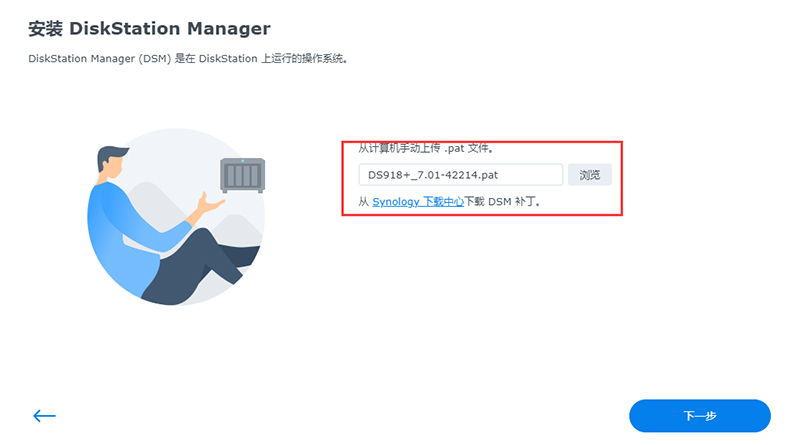 安装 DiskStation Manager
DiskStation Manager (DSM) 是在 DiskStation 上运行的操作系统。
从计算机手动上传 .pat 文件。
DS918+_7.01-42214.pat
浏览
从 Synology 下载中心下载 DSM 补丁。
下一步